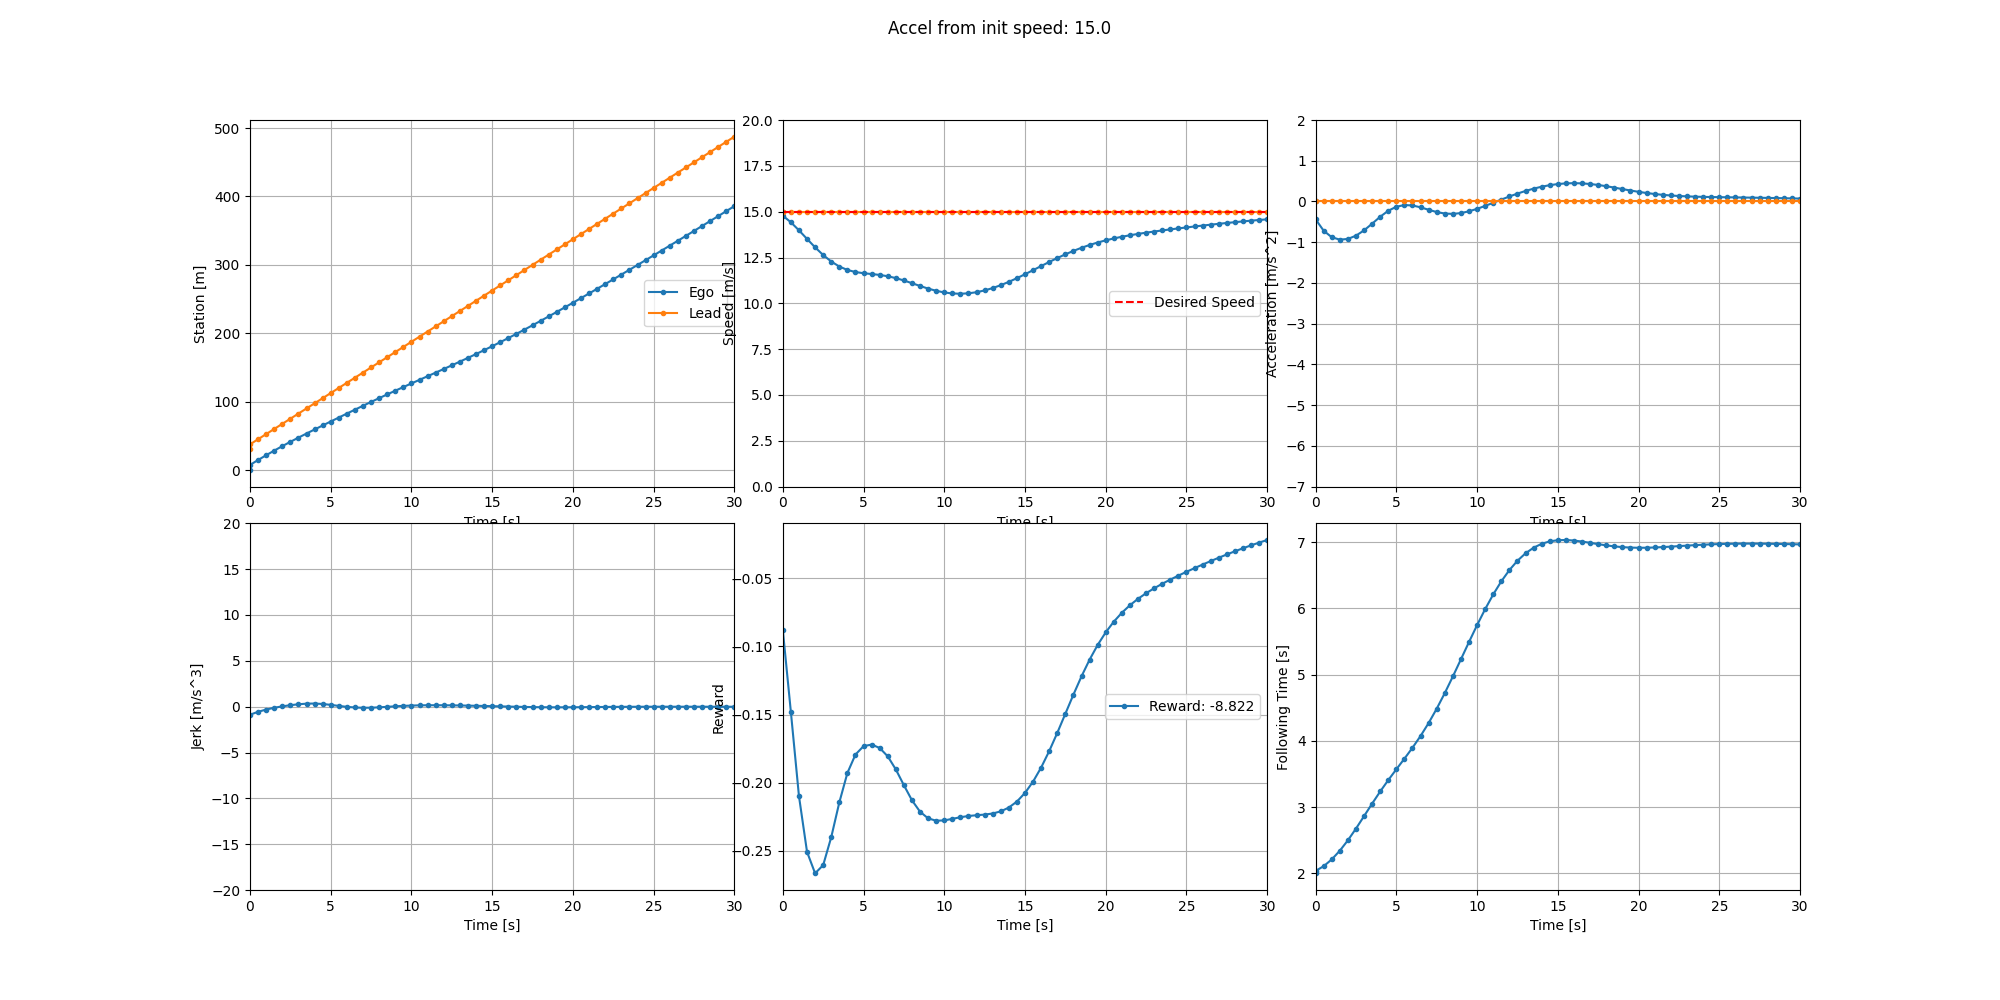 Accel from init speed: 15.0
Station [m]
500
400
300
200
100
0
0 5 10 15 20 25 30
Time [s]
Ego
Lead
Speed [m/s]
20.0
17.5
15.0
12.5
10.0
7.5
5.0
2.5
0.0
0 5 10 15 20 25 30
Time [s]
Desired Speed
Acceleration [m/s^2]
2
1
0
−1
−2
−3
−4
−5
−6
−7
0 5 10 15 20 25 30
Time [s]
Jerk [m/s^3]
20
15
10
5
0
−5
−10
−15
−20
0 5 10 15 20 25 30
Time [s]
Reward
−0.05
−0.10
−0.15
−0.20
−0.25
0 5 10 15 20 25 30
Time [s]
Reward: -8.822
Following Time [s]
7
6
5
4
3
2
0 5 10 15 20 25 30
Time [s]